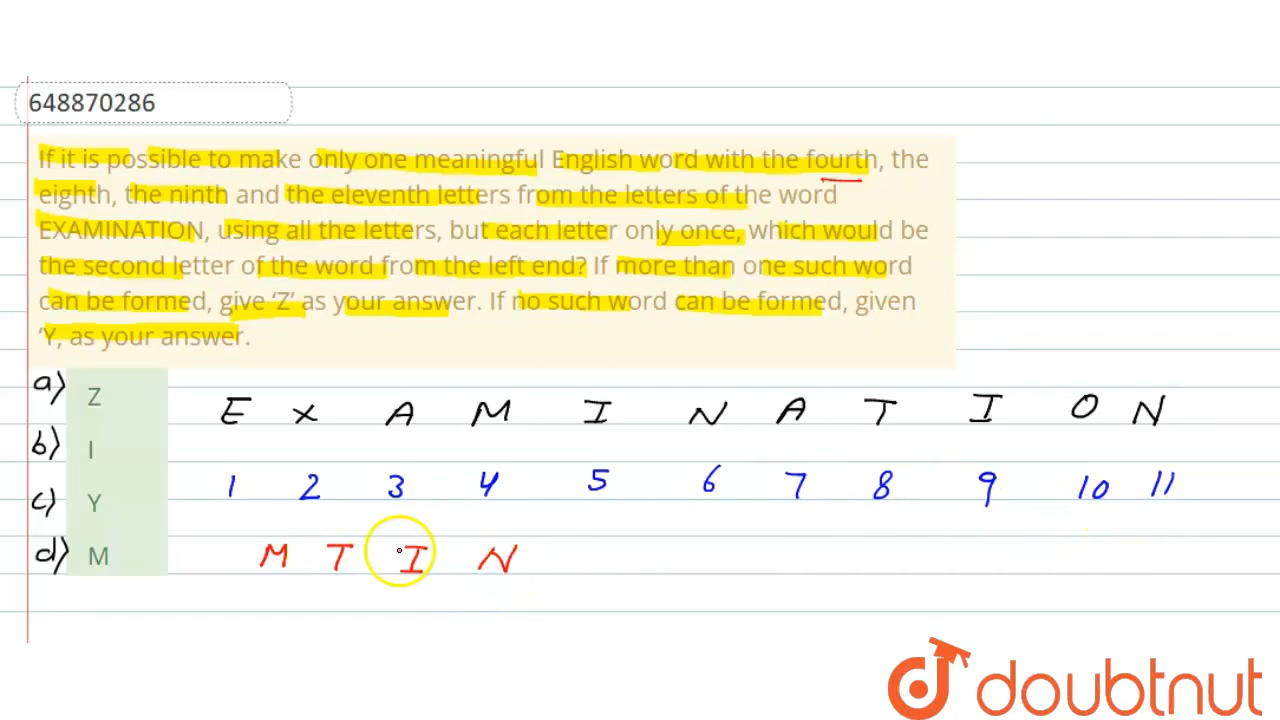 648870286
If it is possible to make only one meaningful English word with the fourth, the
eighth, the ninth and the eleventh letters from the letters of the word
EXAMINATION, using all the letters, but each letter only once, which would be
the second letter of the word from the left end? If more than one such word
can be formed, give ‘Z’ as your answer. If no such word can be formed, given
‘Y, as your answer.
a) Z
E X A M I N A T I O N
b) I
c) Y
1 2 3 4 5 6 7 8 9 10 11
d) M
M T I N
doubtnut